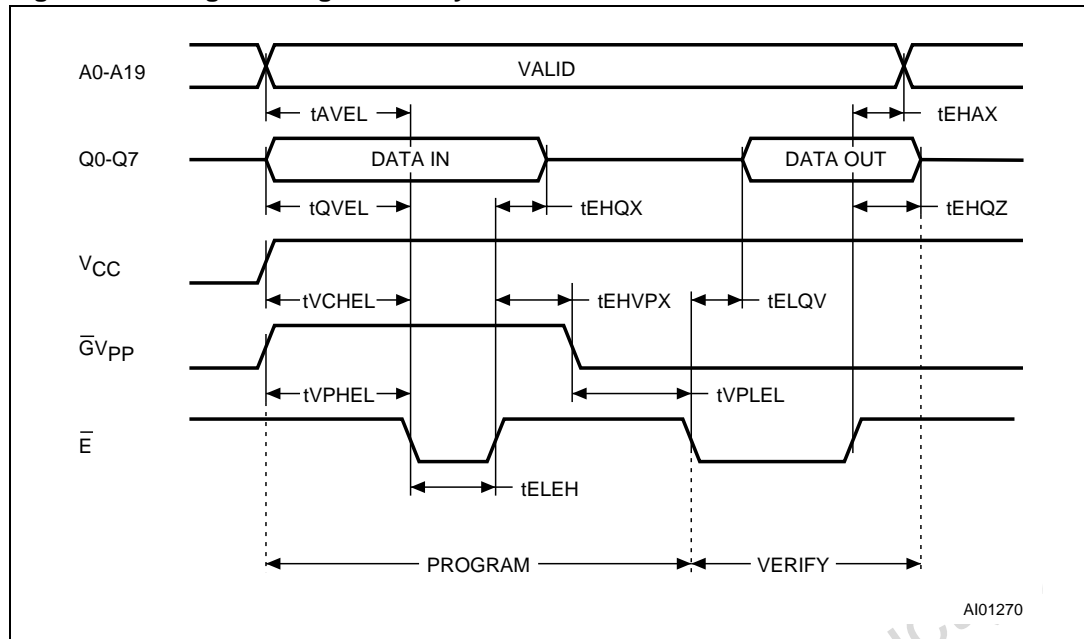 A0-A19
VALID
tAVEL
tEHAX
Q0-Q7
DATA IN
DATA OUT
tQVEL
tEHQX
tEHQZ
VCC
tVCHEL
tEHVPX
tELQV
G̅VPP
tVPHEL
tVPLEL
E̅
tELEH
PROGRAM
VERIFY
AI01270